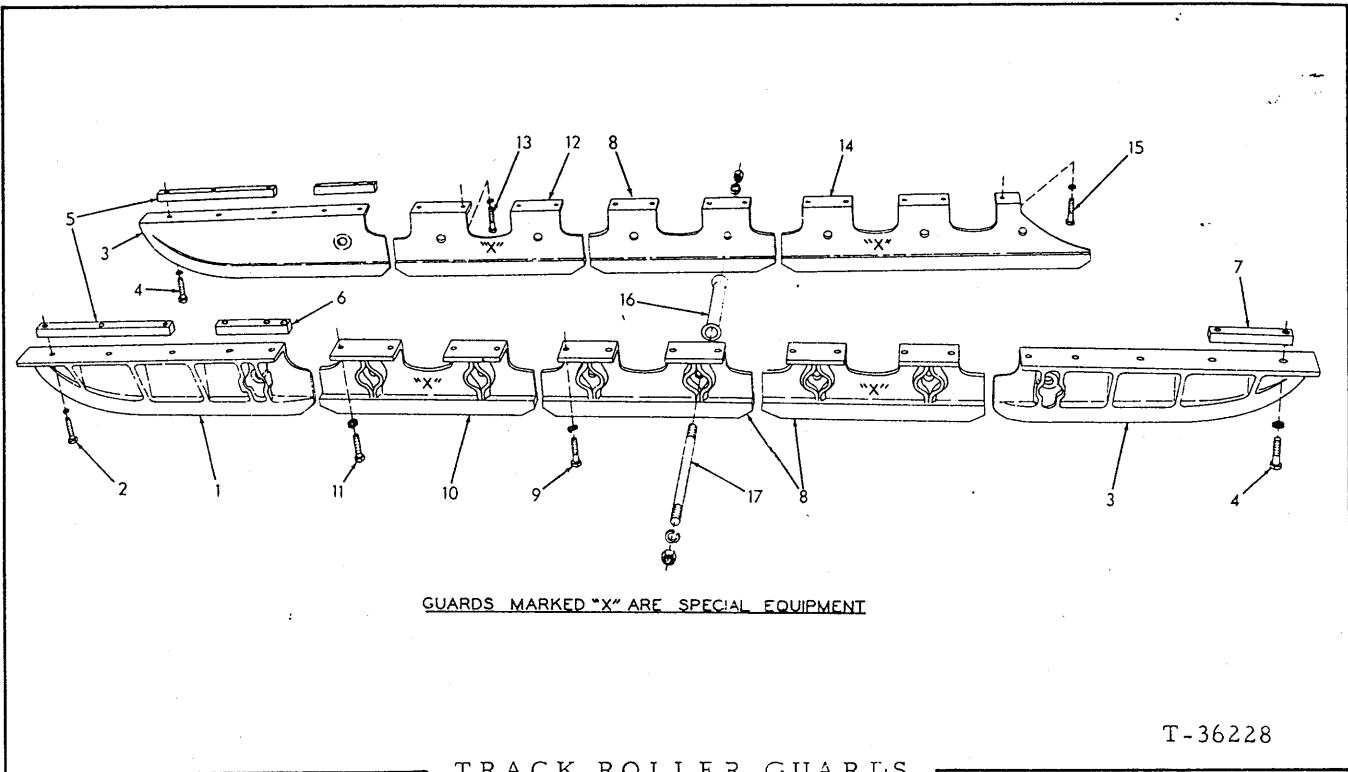 13 12 8 14 15
5
3
4
6
16
7
"X" "X"
"X" "X"
2 1 11 10 9 17 8 3 4
GUARDS MARKED "X" ARE SPECIAL EQUIPMENT
T-36228
TRACK ROLLER GUARDS